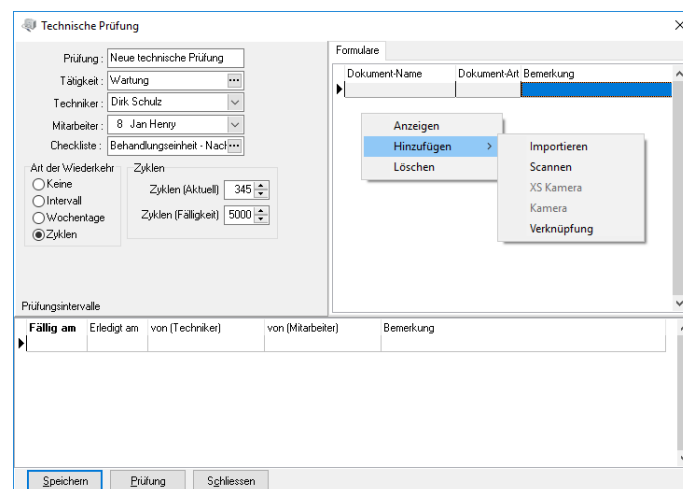 Technische Prüfung
Prüfung : Neue technische Prüfung
Tätigkeit : Wartung
Techniker : Dirk Schulz
Mitarbeiter : 8 Jan Henry
Checkliste : Behandlungseinheit - Nach
Art der Wiederkehr
Keine
Intervall
Wochentage
Zyklen
Zyklen
Zyklen (Aktuell) 345
Zyklen (Fälligkeit) 5000
Prüfungsintervalle
Formulare
Dokument-Name Dokument-Art Bemerkung
Anzeigen
Hinzufügen
Löschen
Importieren
Scannen
XS Kamera
Kamera
Verknüpfung
Fällig am Erledigt am von (Techniker) von (Mitarbeiter) Bemerkung
Speichern Prüfung Schliessen